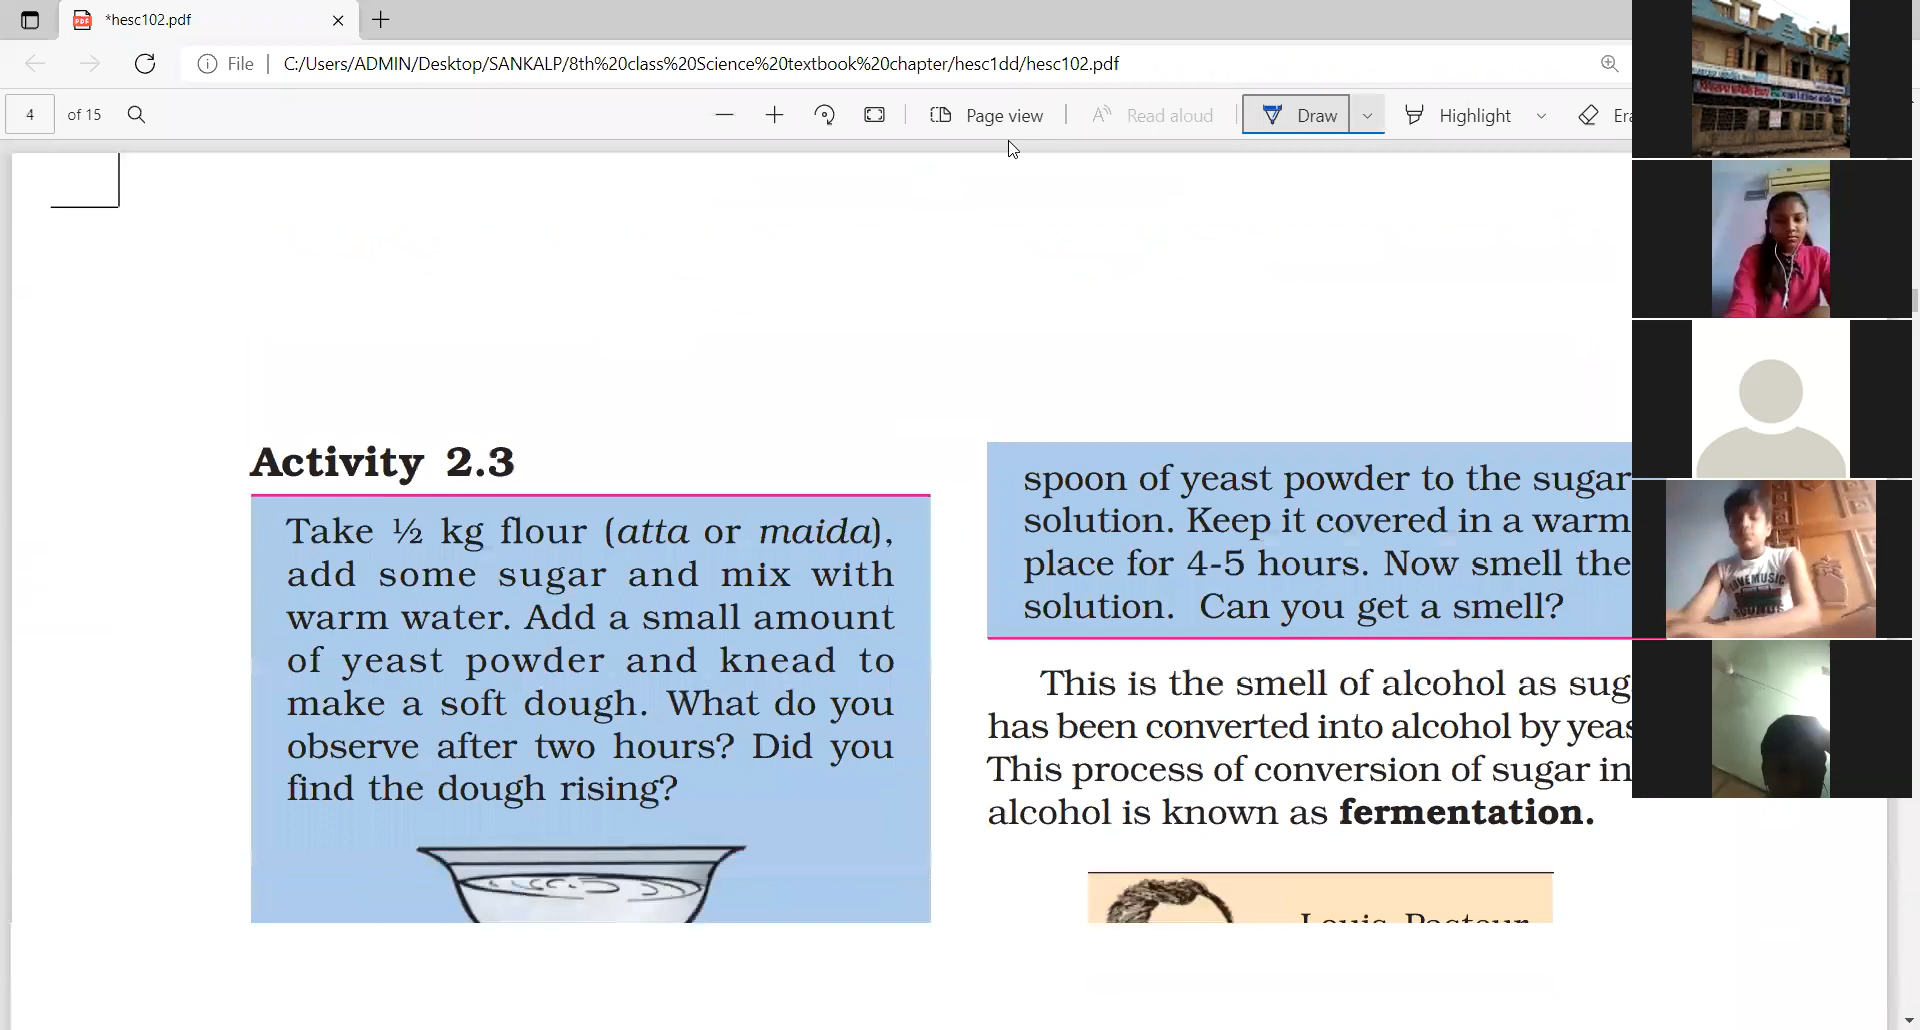 *hesc102.pdf
File C:/Users/ADMIN/Desktop/SANKALP/8th%20class%20Science%20textbook%20chapter/hesc1dd/hesc102.pdf
4 of 15 Page view Read aloud Draw Highlight Era
Activity 2.3
Take ½ kg flour (atta or maida),
add some sugar and mix with
warm water. Add a small amount
of yeast powder and knead to
make a soft dough. What do you
observe after two hours? Did you
find the dough rising?
spoon of yeast powder to the sugar
solution. Keep it covered in a warm
place for 4-5 hours. Now smell the
solution. Can you get a smell?
This is the smell of alcohol as sug
has been converted into alcohol by yeas
This process of conversion of sugar in
alcohol is known as fermentation.
Louis Pasteur